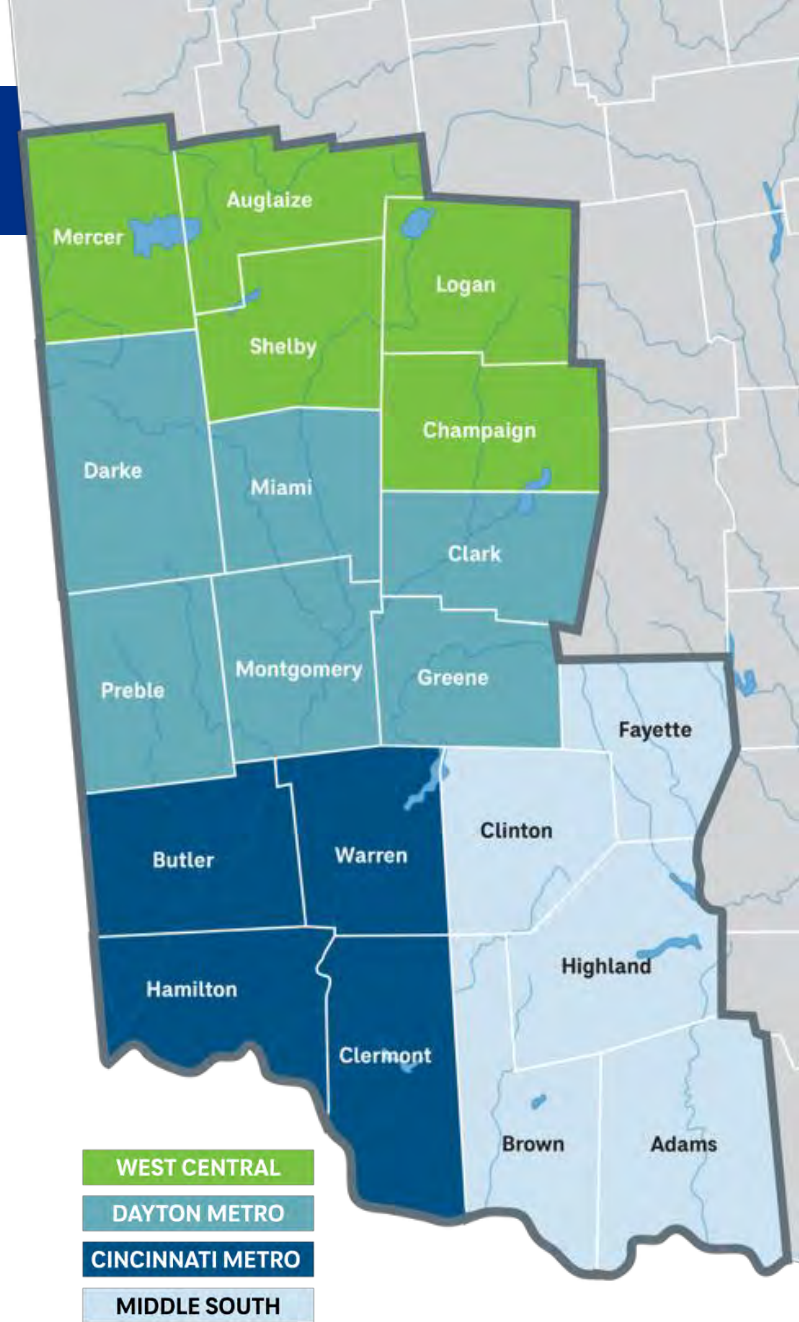 Auglaize
Mercer
Logan
Shelby
Champaign
Darke
Miami
Clark
Montgomery
Greene
Preble
Fayette
Clinton
Warren
Butler
Highland
Hamilton
Clermont
Brown
Adams
WEST CENTRAL
DAYTON METRO
CINCINNATI METRO
MIDDLE SOUTH